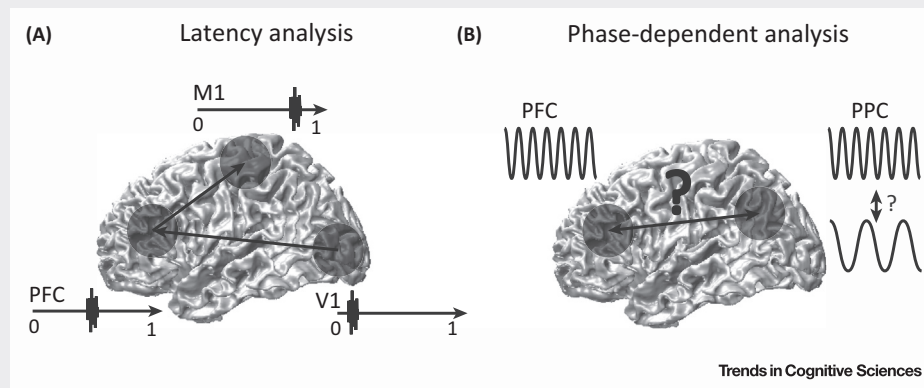 (A)
Latency analysis
M1
0
1
PFC
0
1
V1
0
1
(B)
Phase-dependent analysis
PFC
?
PPC
?
Trends in Cognitive Sciences